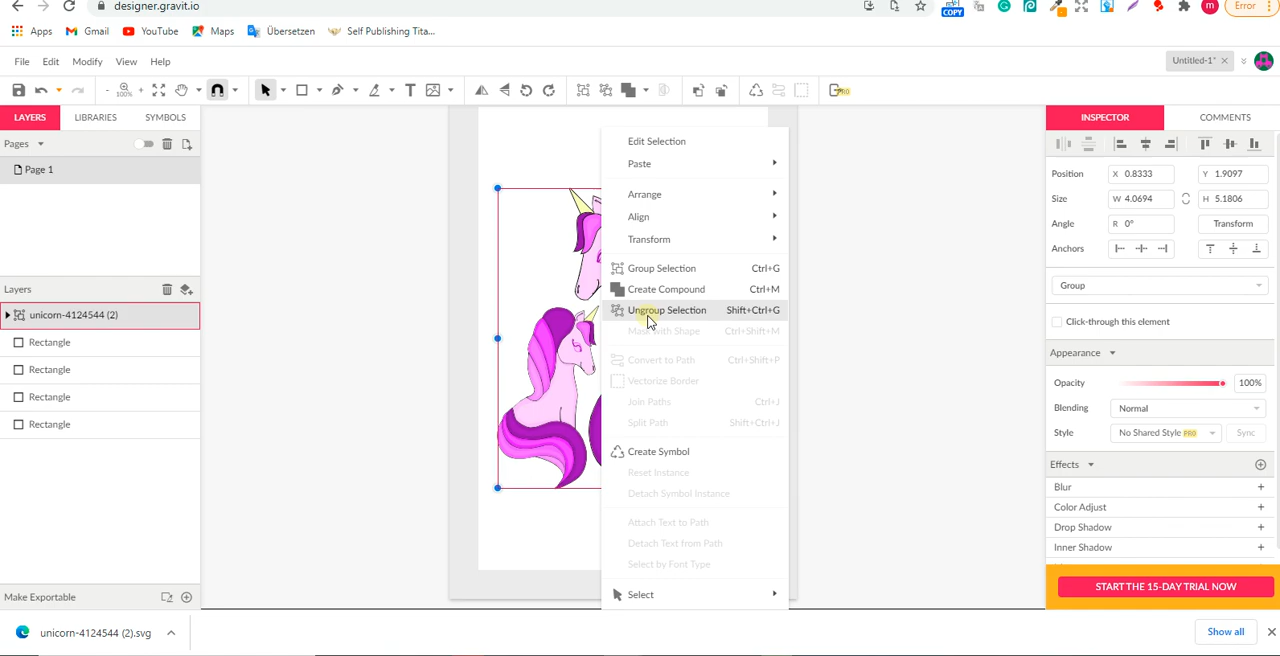 designer.gravit.io
COPY
m
Error
Apps
Gmail
YouTube
Maps
Übersetzen
Self Publishing Tita...
File
Edit
Modify
View
Help
Untitled-1*
100%
PRO
LAYERS
LIBRARIES
SYMBOLS
Pages
Page 1
Layers
unicorn-4124544 (2)
Rectangle
Rectangle
Rectangle
Rectangle
Make Exportable
Edit Selection
Paste
Arrange
Align
Transform
Group Selection Ctrl+G
Create Compound Ctrl+M
Ungroup Selection Shift+Ctrl+G
Mask with Shape Ctrl+Shift+M
Convert to Path Ctrl+Shift+P
Vectorize Border
Join Paths Ctrl+J
Split Path Shift+Ctrl+J
Create Symbol
Reset Instance
Detach Symbol Instance
Attach Text to Path
Detach Text from Path
Select by Font Type
Select
INSPECTOR
COMMENTS
Position X 0.8333 Y 1.9097
Size W 4.0694 H 5.1806
Angle R 0° Transform
Anchors
Group
Click-through this element
Appearance
Opacity 100%
Blending Normal
Style No Shared Style PRO Sync
Effects
Blur
Color Adjust
Drop Shadow
Inner Shadow
START THE 15-DAY TRIAL NOW
unicorn-4124544 (2).svg
Show all